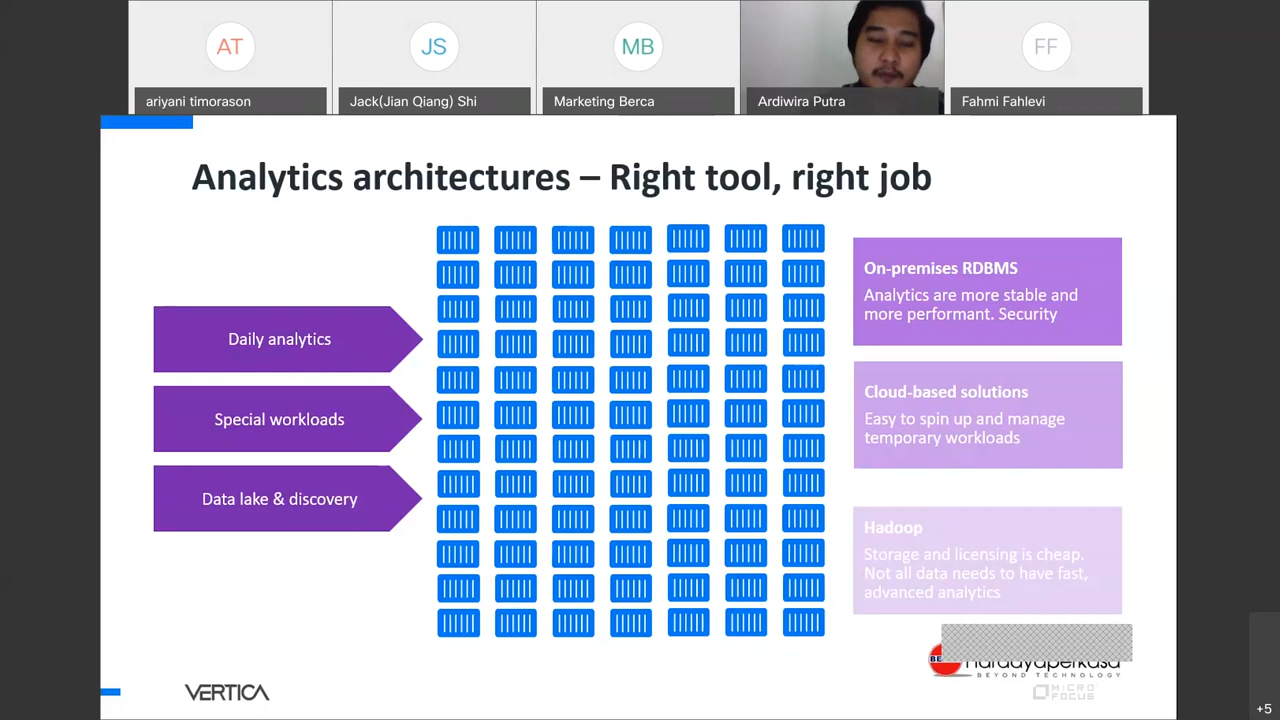 AT
JS
MB
FF
ariyani timorason
Jack(Jian Qiang) Shi
Marketing Berca
Ardiwira Putra
Fahmi Fahlevi
Analytics architectures – Right tool, right job
Daily analytics
Special workloads
Data lake & discovery
On-premises RDBMS
Analytics are more stable and
more performant. Security
Cloud-based solutions
Easy to spin up and manage
temporary workloads
Hadoop
Storage and licensing is cheap.
Not all data needs to have fast,
advanced analytics
BEYOND TECHNOLOGY
VERTICA
MICRO
FOCUS
+5